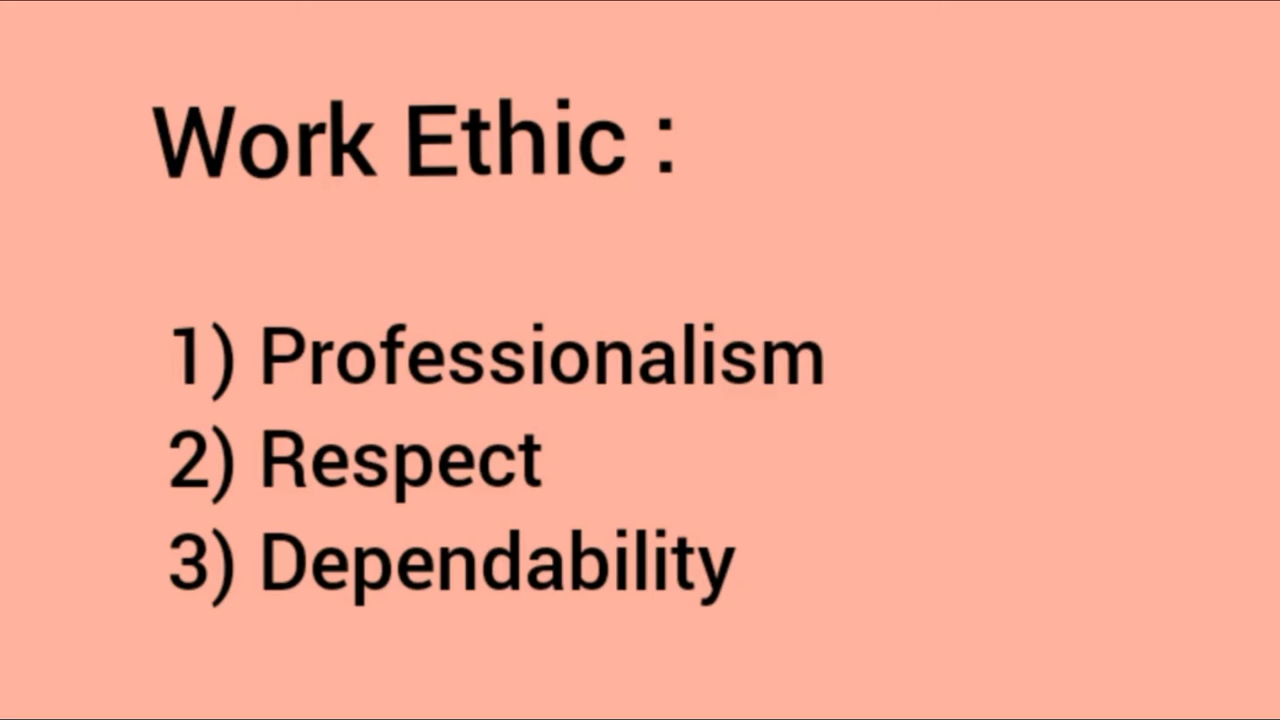 Work Ethic :
1) Professionalism
2) Respect
3) Dependability